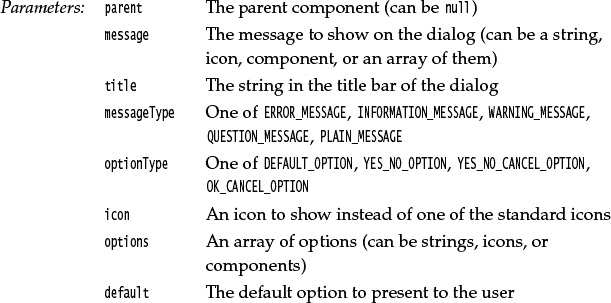 Parameters: parent The parent component (can be null)
message The message to show on the dialog (can be a string,
icon, component, or an array of them)
title The string in the title bar of the dialog
messageType One of ERROR_MESSAGE, INFORMATION_MESSAGE, WARNING_MESSAGE,
QUESTION_MESSAGE, PLAIN_MESSAGE
optionType One of DEFAULT_OPTION, YES_NO_OPTION, YES_NO_CANCEL_OPTION,
OK_CANCEL_OPTION
icon An icon to show instead of one of the standard icons
options An array of options (can be strings, icons, or
components)
default The default option to present to the user